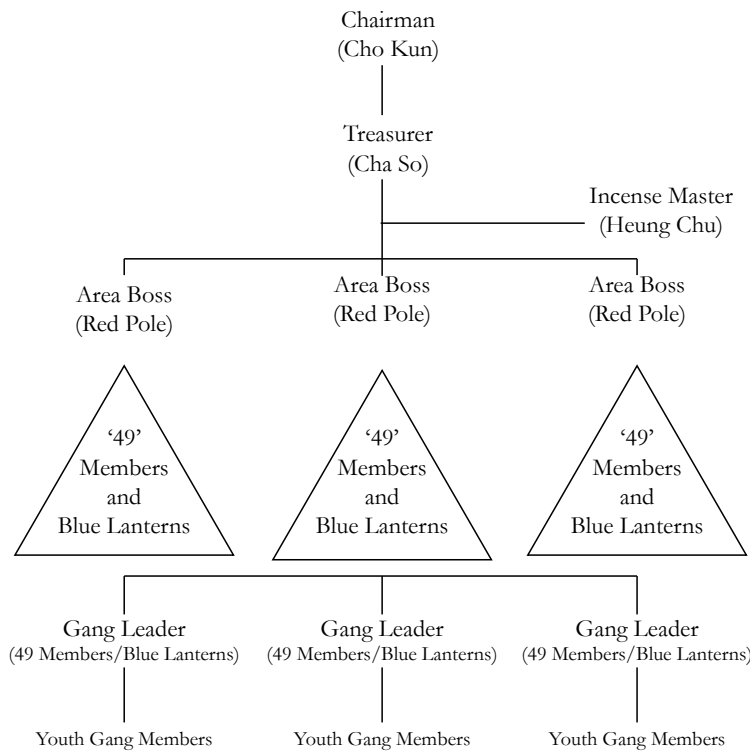 Chairman
(Cho Kun)
Treasurer
(Cha So)
Incense Master
(Heung Chu)
Area Boss
(Red Pole)
Area Boss
(Red Pole)
Area Boss
(Red Pole)
‘49’
Members
and
Blue Lanterns
‘49’
Members
and
Blue Lanterns
‘49’
Members
and
Blue Lanterns
Gang Leader
(49 Members/Blue Lanterns)
Gang Leader
(49 Members/Blue Lanterns)
Gang Leader
(49 Members/Blue Lanterns)
Youth Gang Members
Youth Gang Members
Youth Gang Members